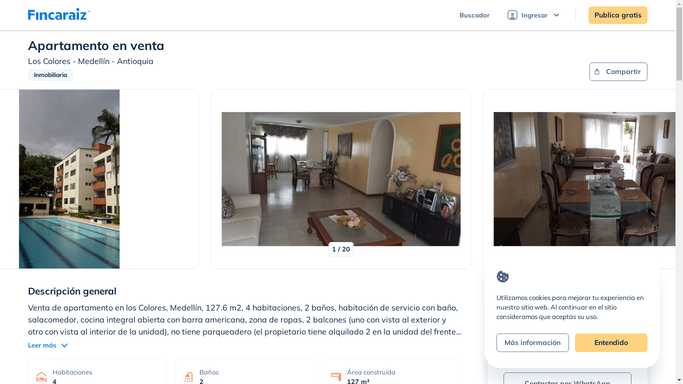 Fincaraiz
Buscador
Ingresar
Publica gratis
Apartamento en venta
Los Colores - Medellín - Antioquia
Inmobiliaria
Compartir
1 / 20
Descripción general
Venta de apartamento en los Colores, Medellín, 127.6 m2, 4 habitaciones, 2 baños, habitación de servicio con baño,
salacomedor, cocina integral abierta con barra americana, zona de ropas, 2 balcones (uno con vista al exterior y
otro con vista al interior de la unidad), no tiene parqueadero (el propietario tiene alquilado 2 en la unidad del frente...
Leer más
Habitaciones
4
Baños
2
Área construida
127 m²
Utilizamos cookies para mejorar tu experiencia en
nuestro sitio web. Al continuar en el sitio
consideramos que aceptas su uso.
Más información
Entendido
Contactar por WhatsApp